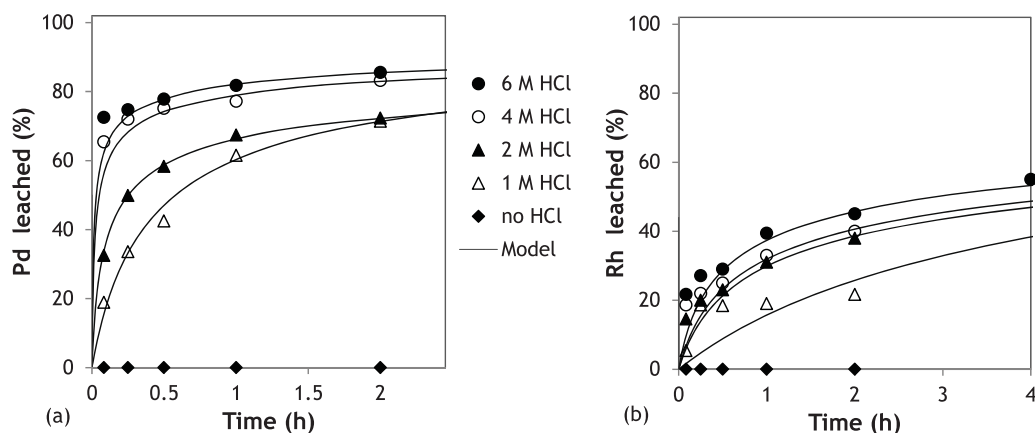 100
80
60
40
20
0
Pd leached (%)
0 0.5 1 1.5 2
Time (h)
(a)
6 M HCl
4 M HCl
2 M HCl
1 M HCl
no HCl
Model
100
80
60
40
20
0
Rh leached (%)
0 1 2 3 4
Time (h)
(b)